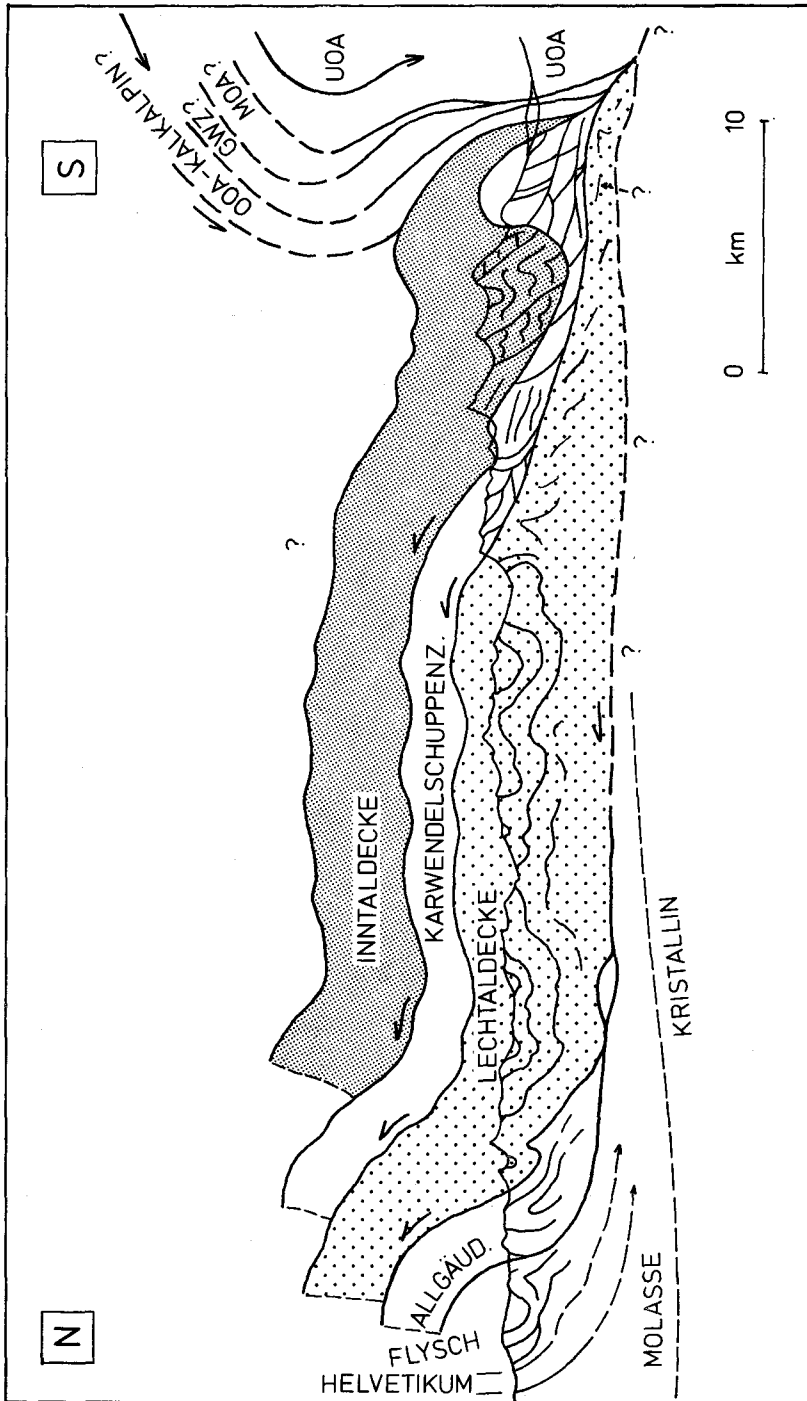 N
S
OOA-KALKALPIN?
GWZ?
MOA?
UOA
UOA
?
?
?
?
?
INNTALDECKE
KARWENDELSCHUPPENZ.
LECHTALDECKE
ALLGÄUD.
FLYSCH
HELVETIKUM
MOLASSE
KRISTALLIN
0 km 10